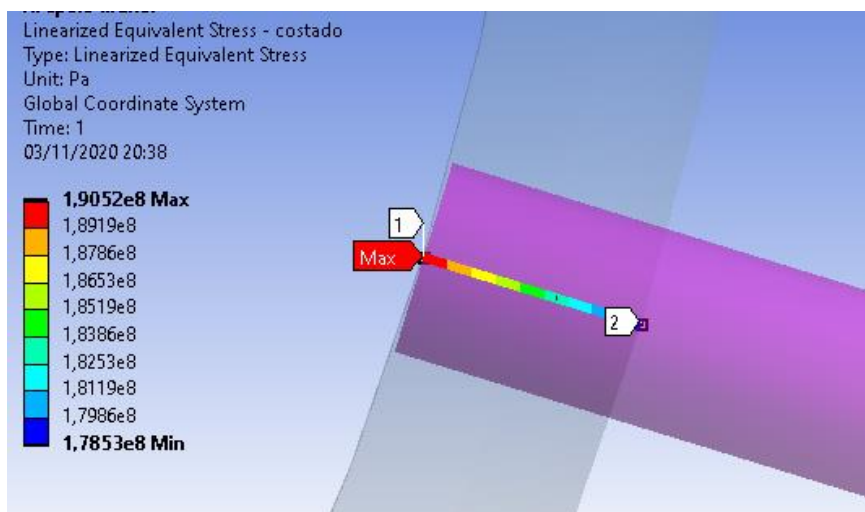 Linearized Equivalent Stress - costado
Type: Linearized Equivalent Stress
Unit: Pa
Global Coordinate System
Time: 1
03/11/2020 20:38
1,9052e8 Max
1,8919e8
1,8786e8
1,8653e8
1,8519e8
1,8386e8
1,8253e8
1,8119e8
1,7986e8
1,7853e8 Min
1
Max
2